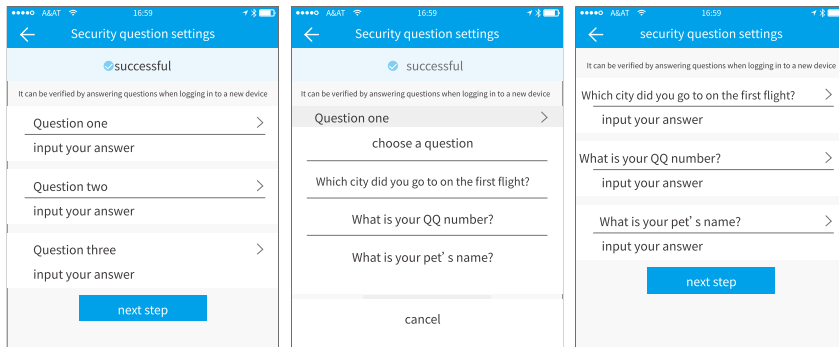 A&AT 16:59
Security question settings
successful
It can be verified by answering questions when logging in to a new device
Question one
input your answer
Question two
input your answer
Question three
input your answer
next step
A&AT 16:59
Security question settings
successful
It can be verified by answering questions when logging in to a new device
Question one
choose a question
Which city did you go to on the first flight?
What is your QQ number?
What is your pet's name?
cancel
A&AT 16:59
security question settings
It can be verified by answering questions when logging in to a new device
Which city did you go to on the first flight?
input your answer
What is your QQ number?
input your answer
What is your pet's name?
input your answer
next step